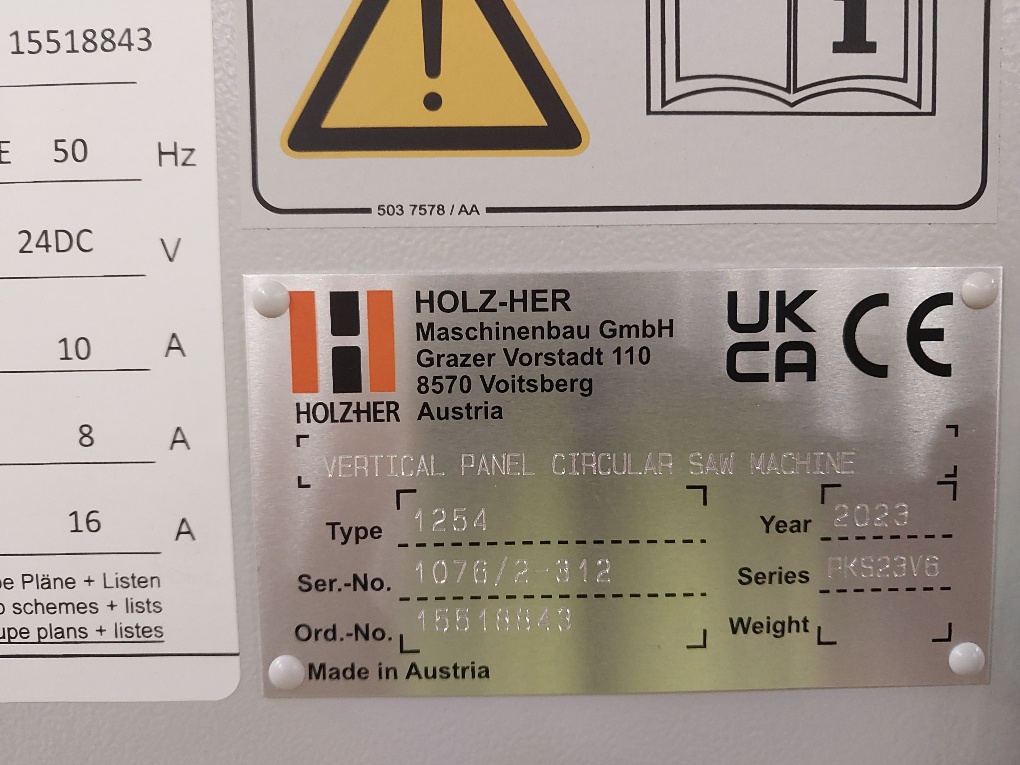 15518843
50 Hz
24DC V
10 A
8 A
16 A
Pläne + Listen
schemes + lists
plans + listes
i
503 7578 / AA
HOLZHER
HOLZ-HER
Maschinenbau GmbH
Grazer Vorstadt 110
8570 Voitsberg
Austria
UK
CA
CE
VERTICAL PANEL CIRCULAR SAW MACHINE
Type 1254
Year 2023
Ser.-No. 1076/2-312
Series PKS23V6
Ord.-No. 15518843
Weight
Made in Austria